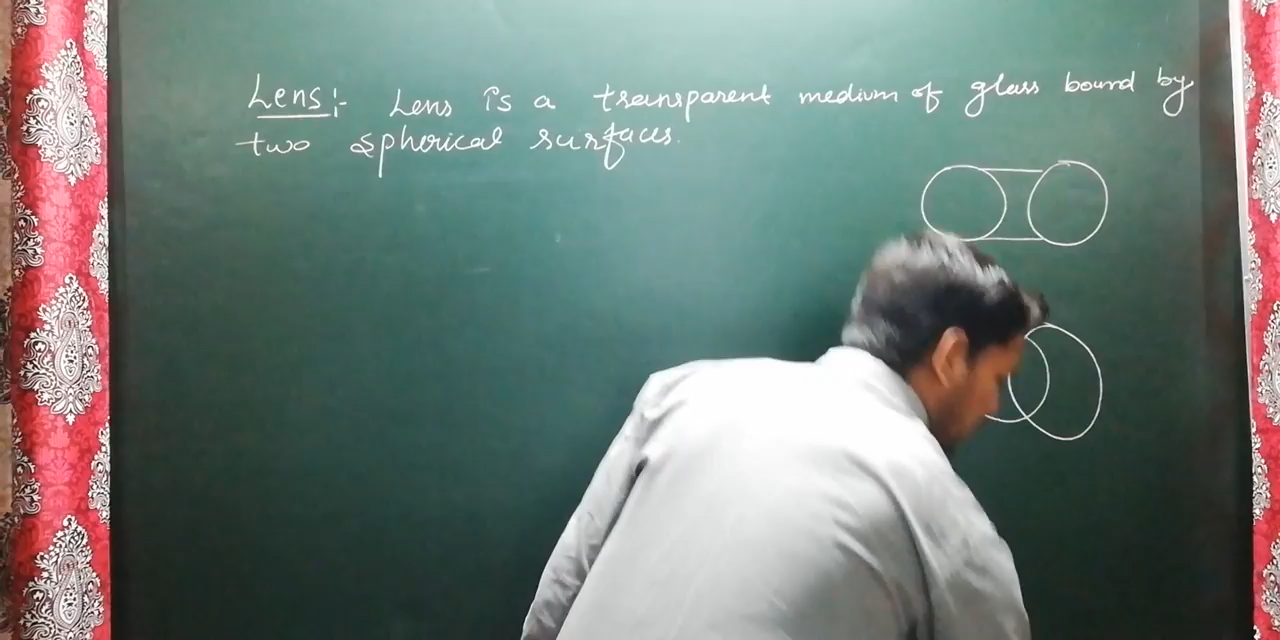 Lens:- Lens is a transparent medium of glass bound by
two spherical surfaces.